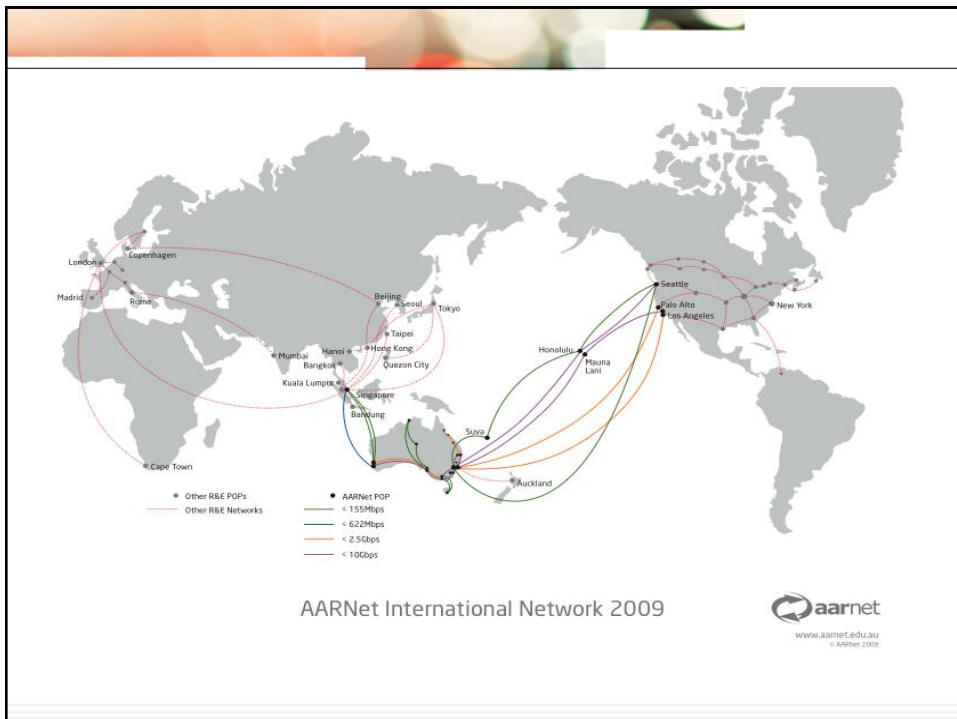 Copenhagen
London
Madrid
Rome
Beijing
Seoul
Tokyo
Taipei
Hanoi
Hong Kong
Mumbai
Bangkok
Quezon City
Kuala Lumpur
Singapore
Bandung
Cape Town
Seattle
Palo Alto
Los Angeles
New York
Honolulu
Mauna
Lani
Suva
Auckland
Other R&E POPs
Other R&E Networks
AARNet POP
< 155Mbps
< 622Mbps
< 2.5Gbps
< 10Gbps
AARNet International Network 2009
aarnet
www.aarnet.edu.au
© AARNet 2009